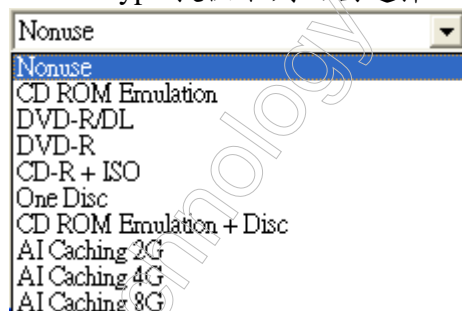 Nonuse
Nonuse
CD ROM Emulation
DVD-R/DL
DVD-R
CD-R + ISO
One Disc
CD ROM Emulation + Disc
AI Caching 2G
AI Caching 4G
AI Caching 8G